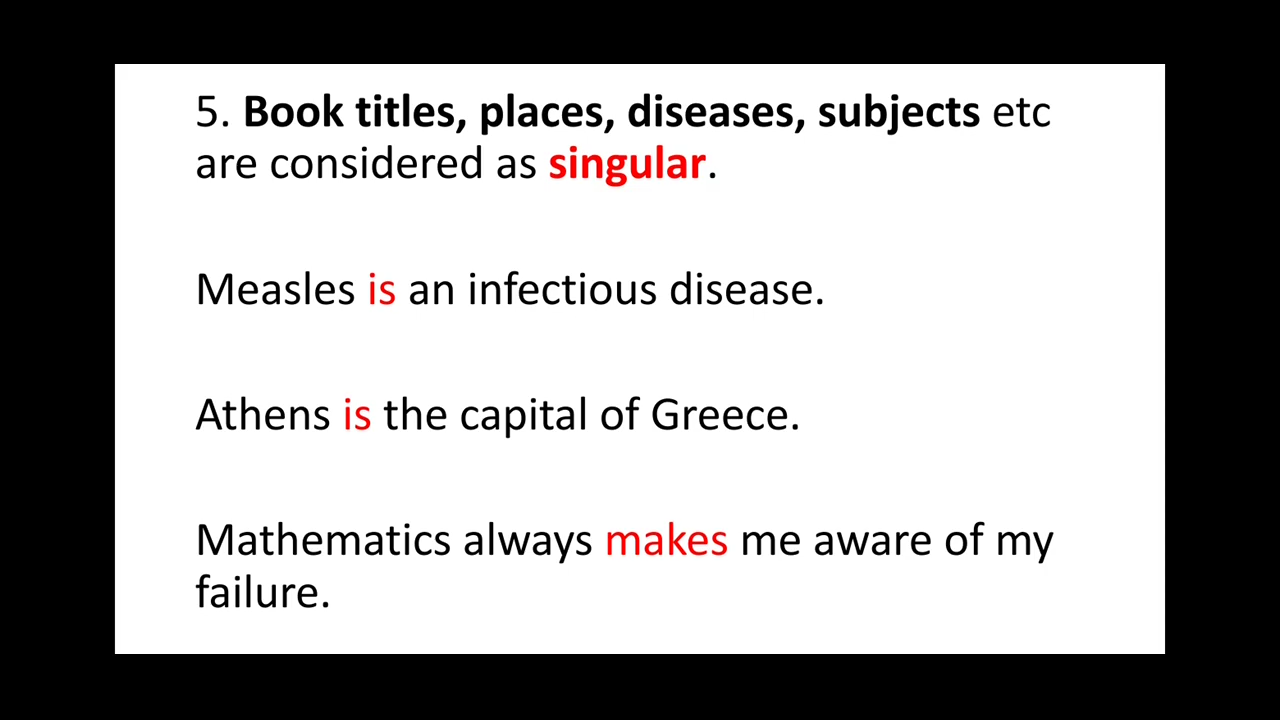 5. Book titles, places, diseases, subjects etc
are considered as singular.
Measles is an infectious disease.
Athens is the capital of Greece.
Mathematics always makes me aware of my
failure.